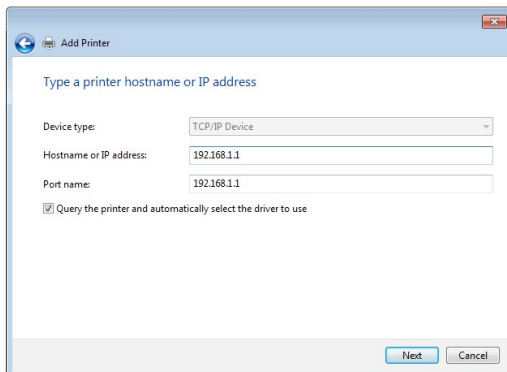 Add Printer
Type a printer hostname or IP address
Device type: TCP/IP Device
Hostname or IP address: 192.168.1.1
Port name: 192.168.1.1
Query the printer and automatically select the driver to use
Next Cancel